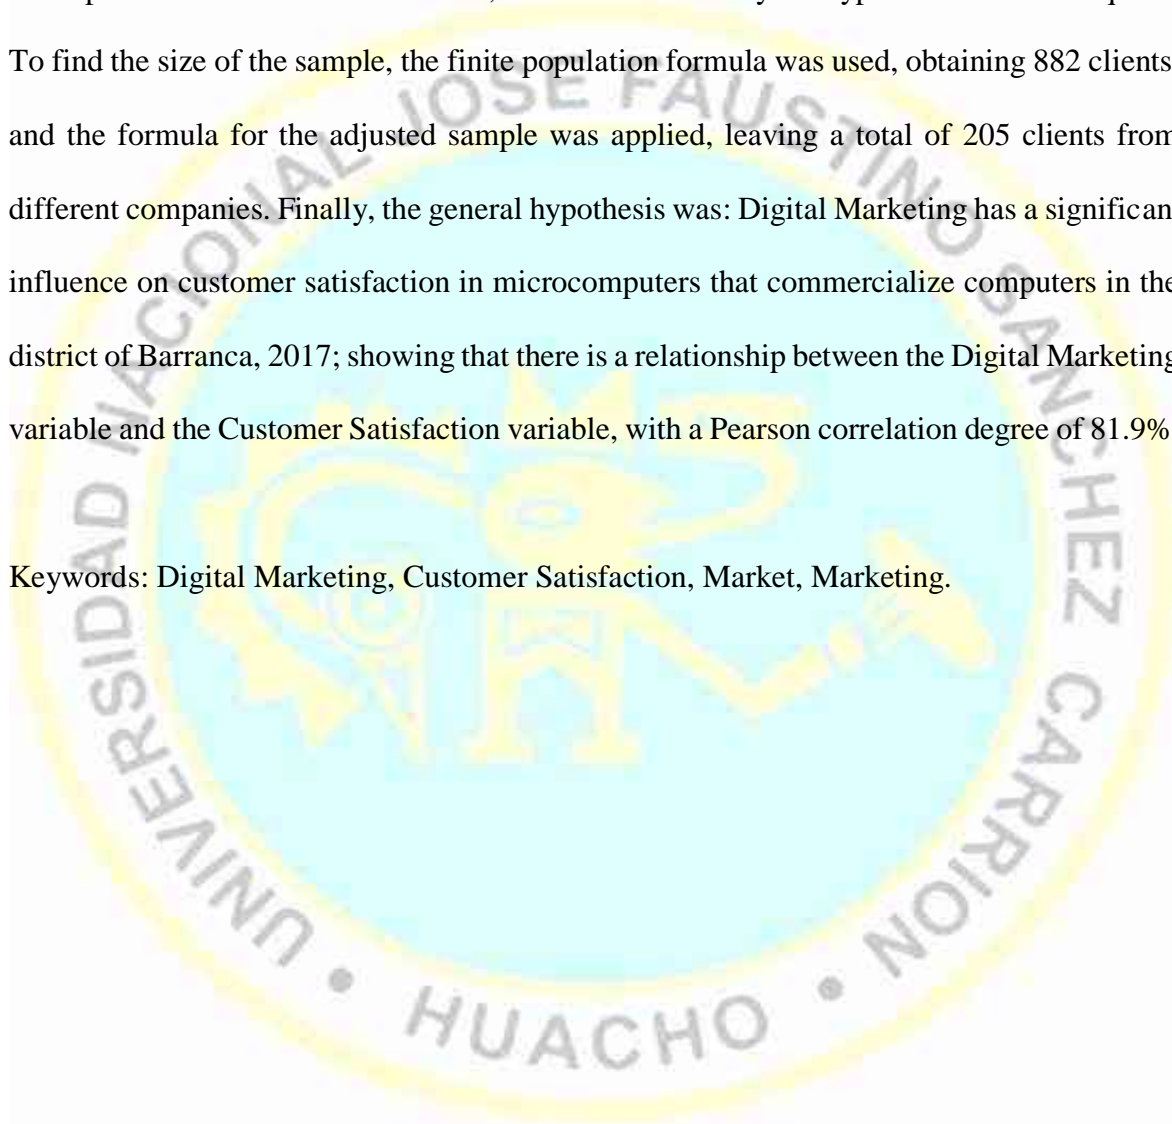 To find the size of the sample, the finite population formula was used, obtaining 882 clients
and the formula for the adjusted sample was applied, leaving a total of 205 clients from
different companies. Finally, the general hypothesis was: Digital Marketing has a significan
influence on customer satisfaction in microcomputers that commercialize computers in the
district of Barranca, 2017; showing that there is a relationship between the Digital Marketing
variable and the Customer Satisfaction variable, with a Pearson correlation degree of 81.9%
Keywords: Digital Marketing, Customer Satisfaction, Market, Marketing.
UNIVERSIDAD NACIONAL JOSE FAUSTINO SANCHEZ CARRION
• HUACHO •